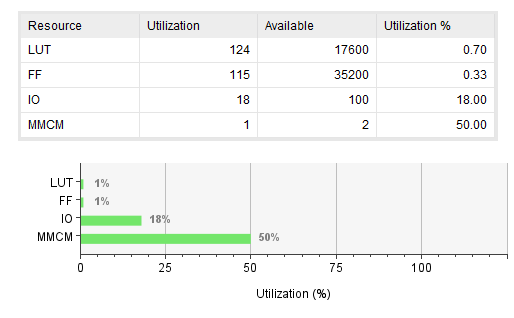 Resource Utilization Available Utilization %
LUT 124 17600 0.70
FF 115 35200 0.33
IO 18 100 18.00
MMCM 1 2 50.00
LUT 1%
FF 1%
IO 18%
MMCM 50%
0 25 50 75 100
Utilization (%)